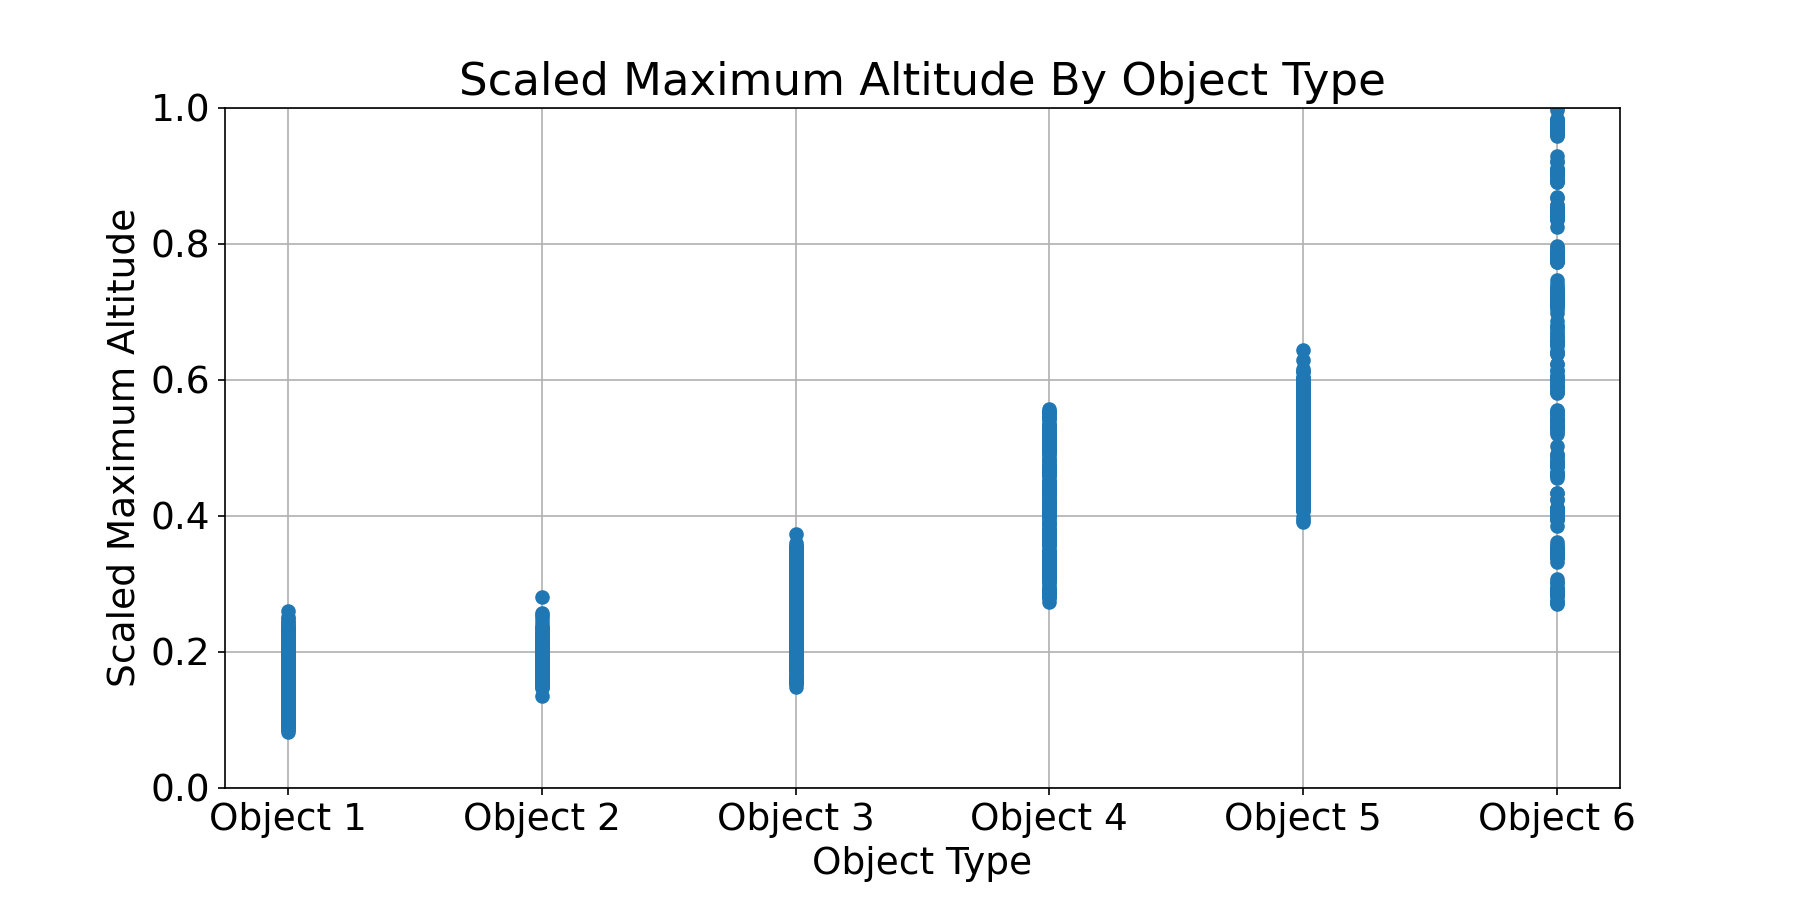 Scaled Maximum Altitude By Object Type
Scaled Maximum Altitude
1.0
0.8
0.6
0.4
0.2
0.0
Object 1 Object 2 Object 3 Object 4 Object 5 Object 6
Object Type